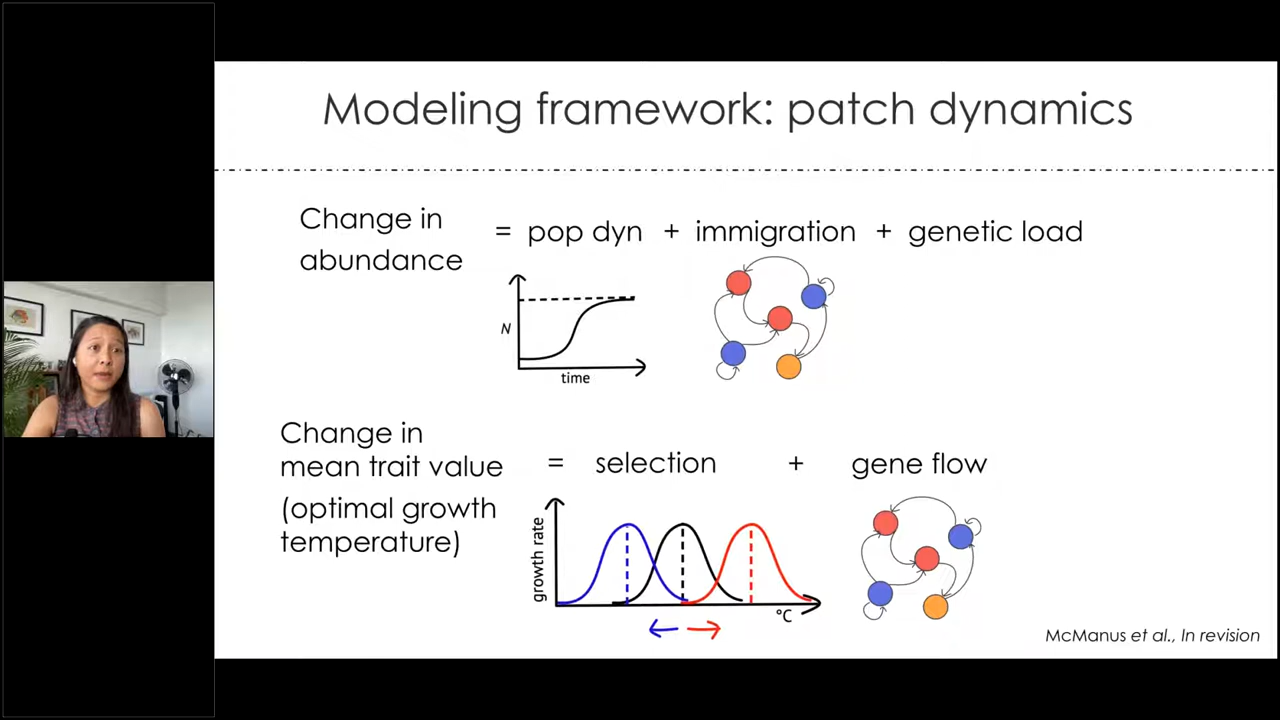 Modeling framework: patch dynamics
Change in
abundance
= pop dyn + immigration + genetic load
N
time
Change in
mean trait value
(optimal growth
temperature)
= selection + gene flow
growth rate
°C
McManus et al., In revision